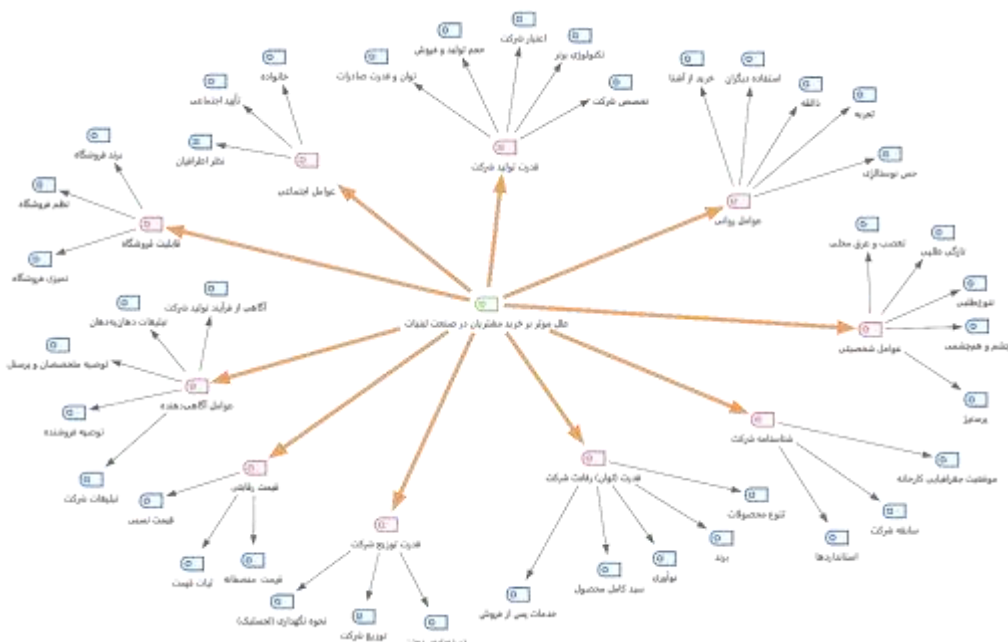 اعتبار شرکت
حجم تولید و فروش
تکنولوژی برتر
توان و قدرت صادرات
تخصص شرکت
قدرت تولید شرکت
خانواده
تأیید اجتماعی
نظر اطرافیان
عوامل اجتماعی
خرید از آشنا
استفاده دیگران
ذائقه
تجربه
حس نوستالژی
عوامل روانی
برند فروشگاه
نظم فروشگاه
تمیزی فروشگاه
قابلیت فروشگاه
تعصب و عرق محلی
تازگی طلبی
تنوع‌طلبی
چشم و هم‌چشمی
پرستیژ
عوامل شخصیتی
علل موثر بر خرید مشتریان در صنعت لبنیات
آگاهی از فرآیند تولید شرکت
تبلیغات دهان‌به‌دهان
توصیه متخصصان و پرسنل
توصیه فروشنده
تبلیغات شرکت
عوامل آگاهی‌دهنده
شناسنامه شرکت
موقعیت جغرافیایی کارخانه
سابقه شرکت
استانداردها
قیمت رقابتی
قیمت نسبی
ثبات قیمت
قیمت منصفانه
قدرت توزیع شرکت
نحوه نگهداری (لجستیک)
توزیع شرکت
قدرت (توان) رقابت شرکت
تنوع محصولات
برند
نوآوری
سبد کامل محصول
خدمات پس از فروش